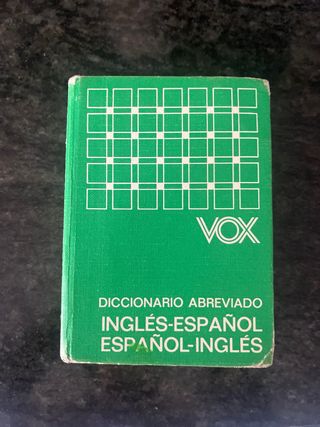 VOX
DICCIONARIO ABREVIADO
INGLÉS-ESPAÑOL
ESPAÑOL-INGLÉS